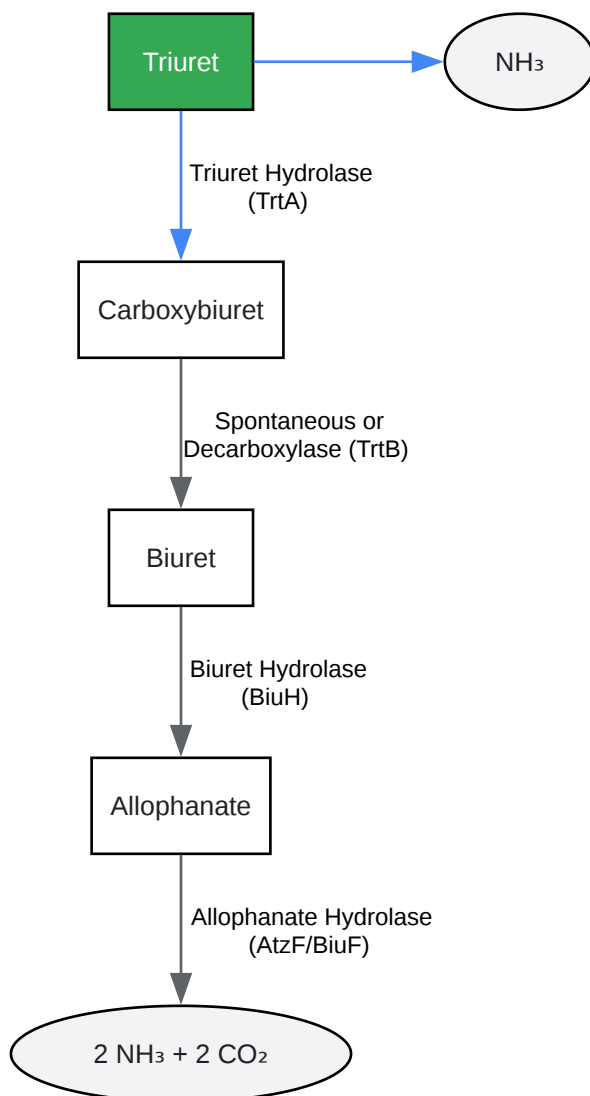 Triuret
NH₃
Triuret Hydrolase
(TrtA)
Carboxybiuret
Spontaneous or
Decarboxylase (TrtB)
Biuret
Biuret Hydrolase
(BiuH)
Allophanate
Allophanate Hydrolase
(AtzF/BiuF)
2 NH₃ + 2 CO₂